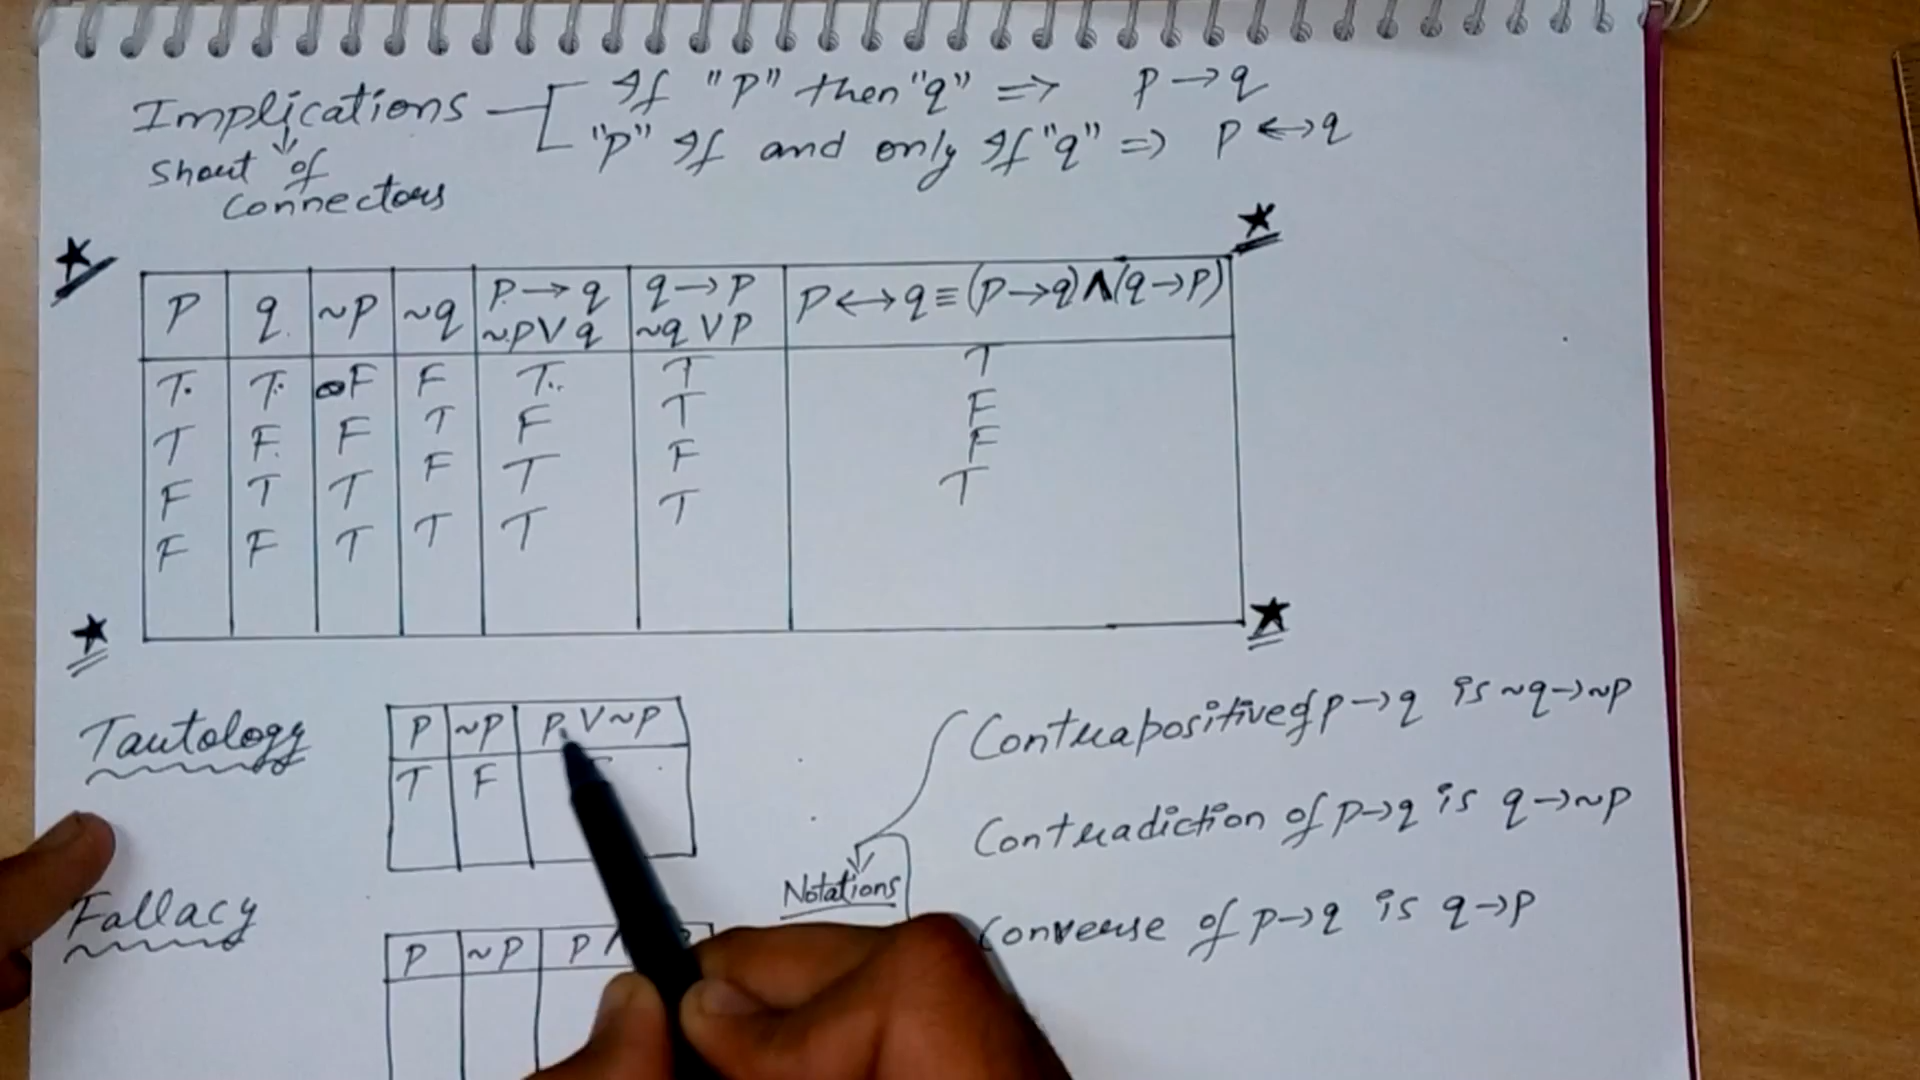 Implications
If "P" then "q" => P → q
"P" If and only If "q" => P ↔ q
Short of
Connectors
P q ~P ~q P → q q → P P ↔ q ≡ (P → q) ∧ (q → P)
~P ∨ q ~q ∨ P
T T F F T T T
T F F T F T F
F T T F T F F
F F T T T T T
Tautology
P ~P P ∨ ~P
T F
Fallacy
P ~P P
Notations
Contrapositive of P → q is ~q → ~P
Contradiction of P → q is q → ~P
Converse of P → q is q → P